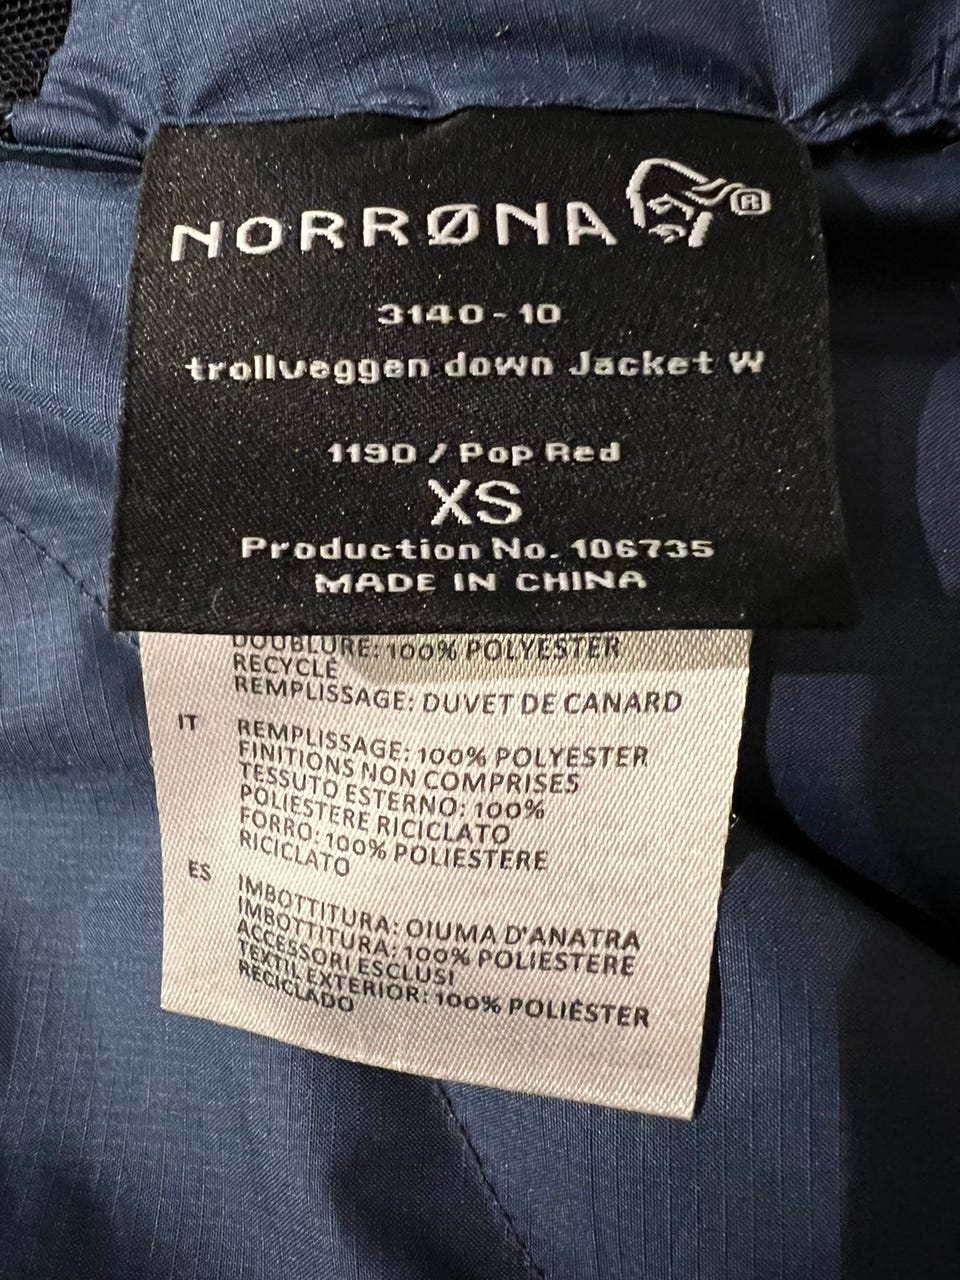 NORRØNA ®
3140-10
trollveggen down Jacket W
1190 / Pop Red
XS
Production No. 106735
MADE IN CHINA
DOUBLURE: 100% POLYESTER
RECYCLÉ
REMPLISSAGE: DUVET DE CANARD
IT
REMPLISSAGE: 100% POLYESTER
FINITIONS NON COMPRISES
TESSUTO ESTERNO: 100%
POLIESTERE RICICLATO
FORRO: 100% POLIESTERE
RICICLATO
ES
IMBOTTITURA: OIUMA D'ANATRA
IMBOTTITURA: 100% POLIESTERE
ACCESSORI ESCLUSI
TEXTIL EXTERIOR: 100% POLIÉSTER
RECICLADO